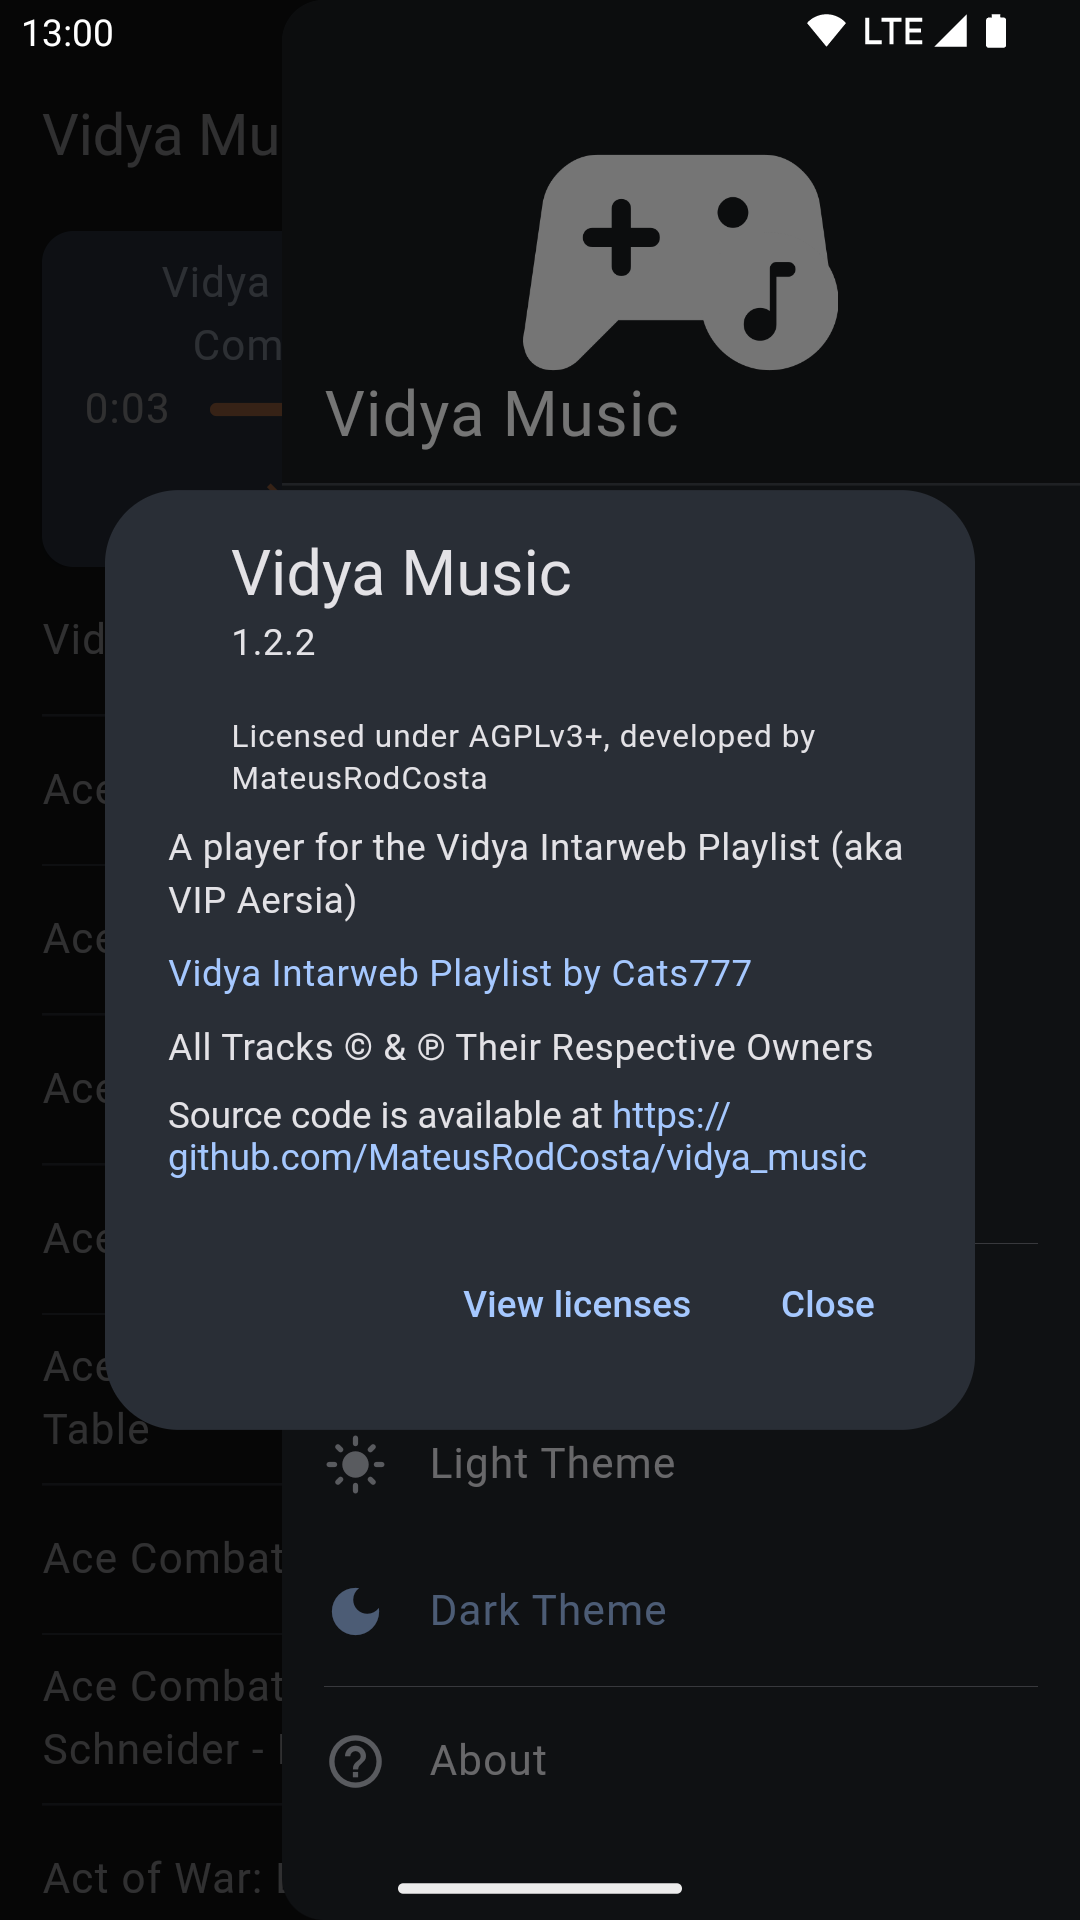 13:00
LTE
Vidya Mu
Vidya
Com
0:03
Vidya Music
Vidya Music
1.2.2
Licensed under AGPLv3+, developed by
MateusRodCosta
A player for the Vidya Intarweb Playlist (aka
VIP Aersia)
Vidya Intarweb Playlist by Cats777
All Tracks © & ℗ Their Respective Owners
Source code is available at https://
github.com/MateusRodCosta/vidya_music
View licenses
Close
Vid
Ace
Ace
Ace
Ace
Ace
Table
Light Theme
Ace Combat
Dark Theme
Ace Combat
Schneider -
About
Act of War: